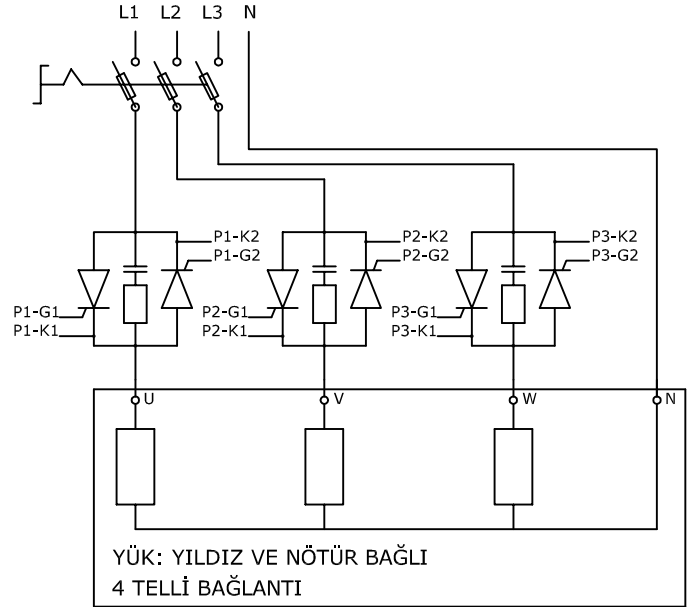 L1 L2 L3 N
P1-K2 P2-K2 P3-K2
P1-G2 P2-G2 P3-G2
P1-G1 P2-G1 P3-G1
P1-K1 P2-K1 P3-K1
U V W N
YÜK: YILDIZ VE NÖTÜR BAĞLI
4 TELLİ BAĞLANTI